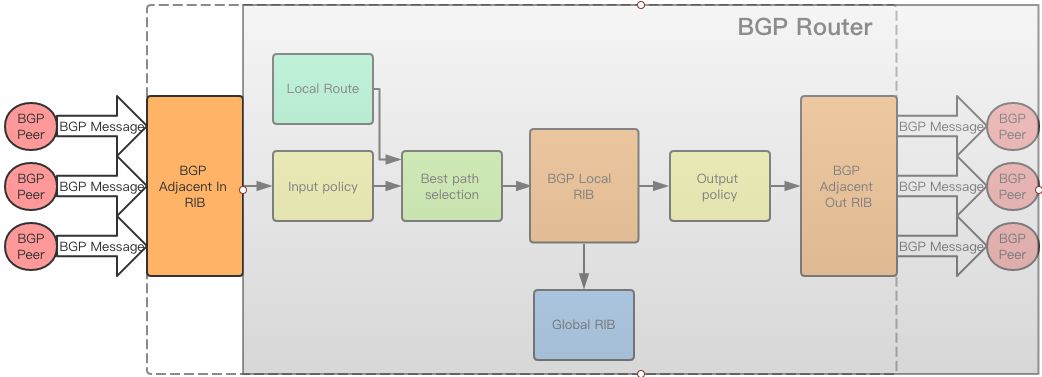 BGP Router
Local Route
BGP
Peer
BGP Message
BGP
Peer
BGP Message
BGP
Peer
BGP Message
BGP
Adjacent In
RIB
Input policy
Best path
selection
BGP Local
RIB
Global RIB
Output
policy
BGP
Adjacent
Out RIB
BGP Message
BGP
Peer
BGP Message
BGP
Peer
BGP Message
BGP
Peer